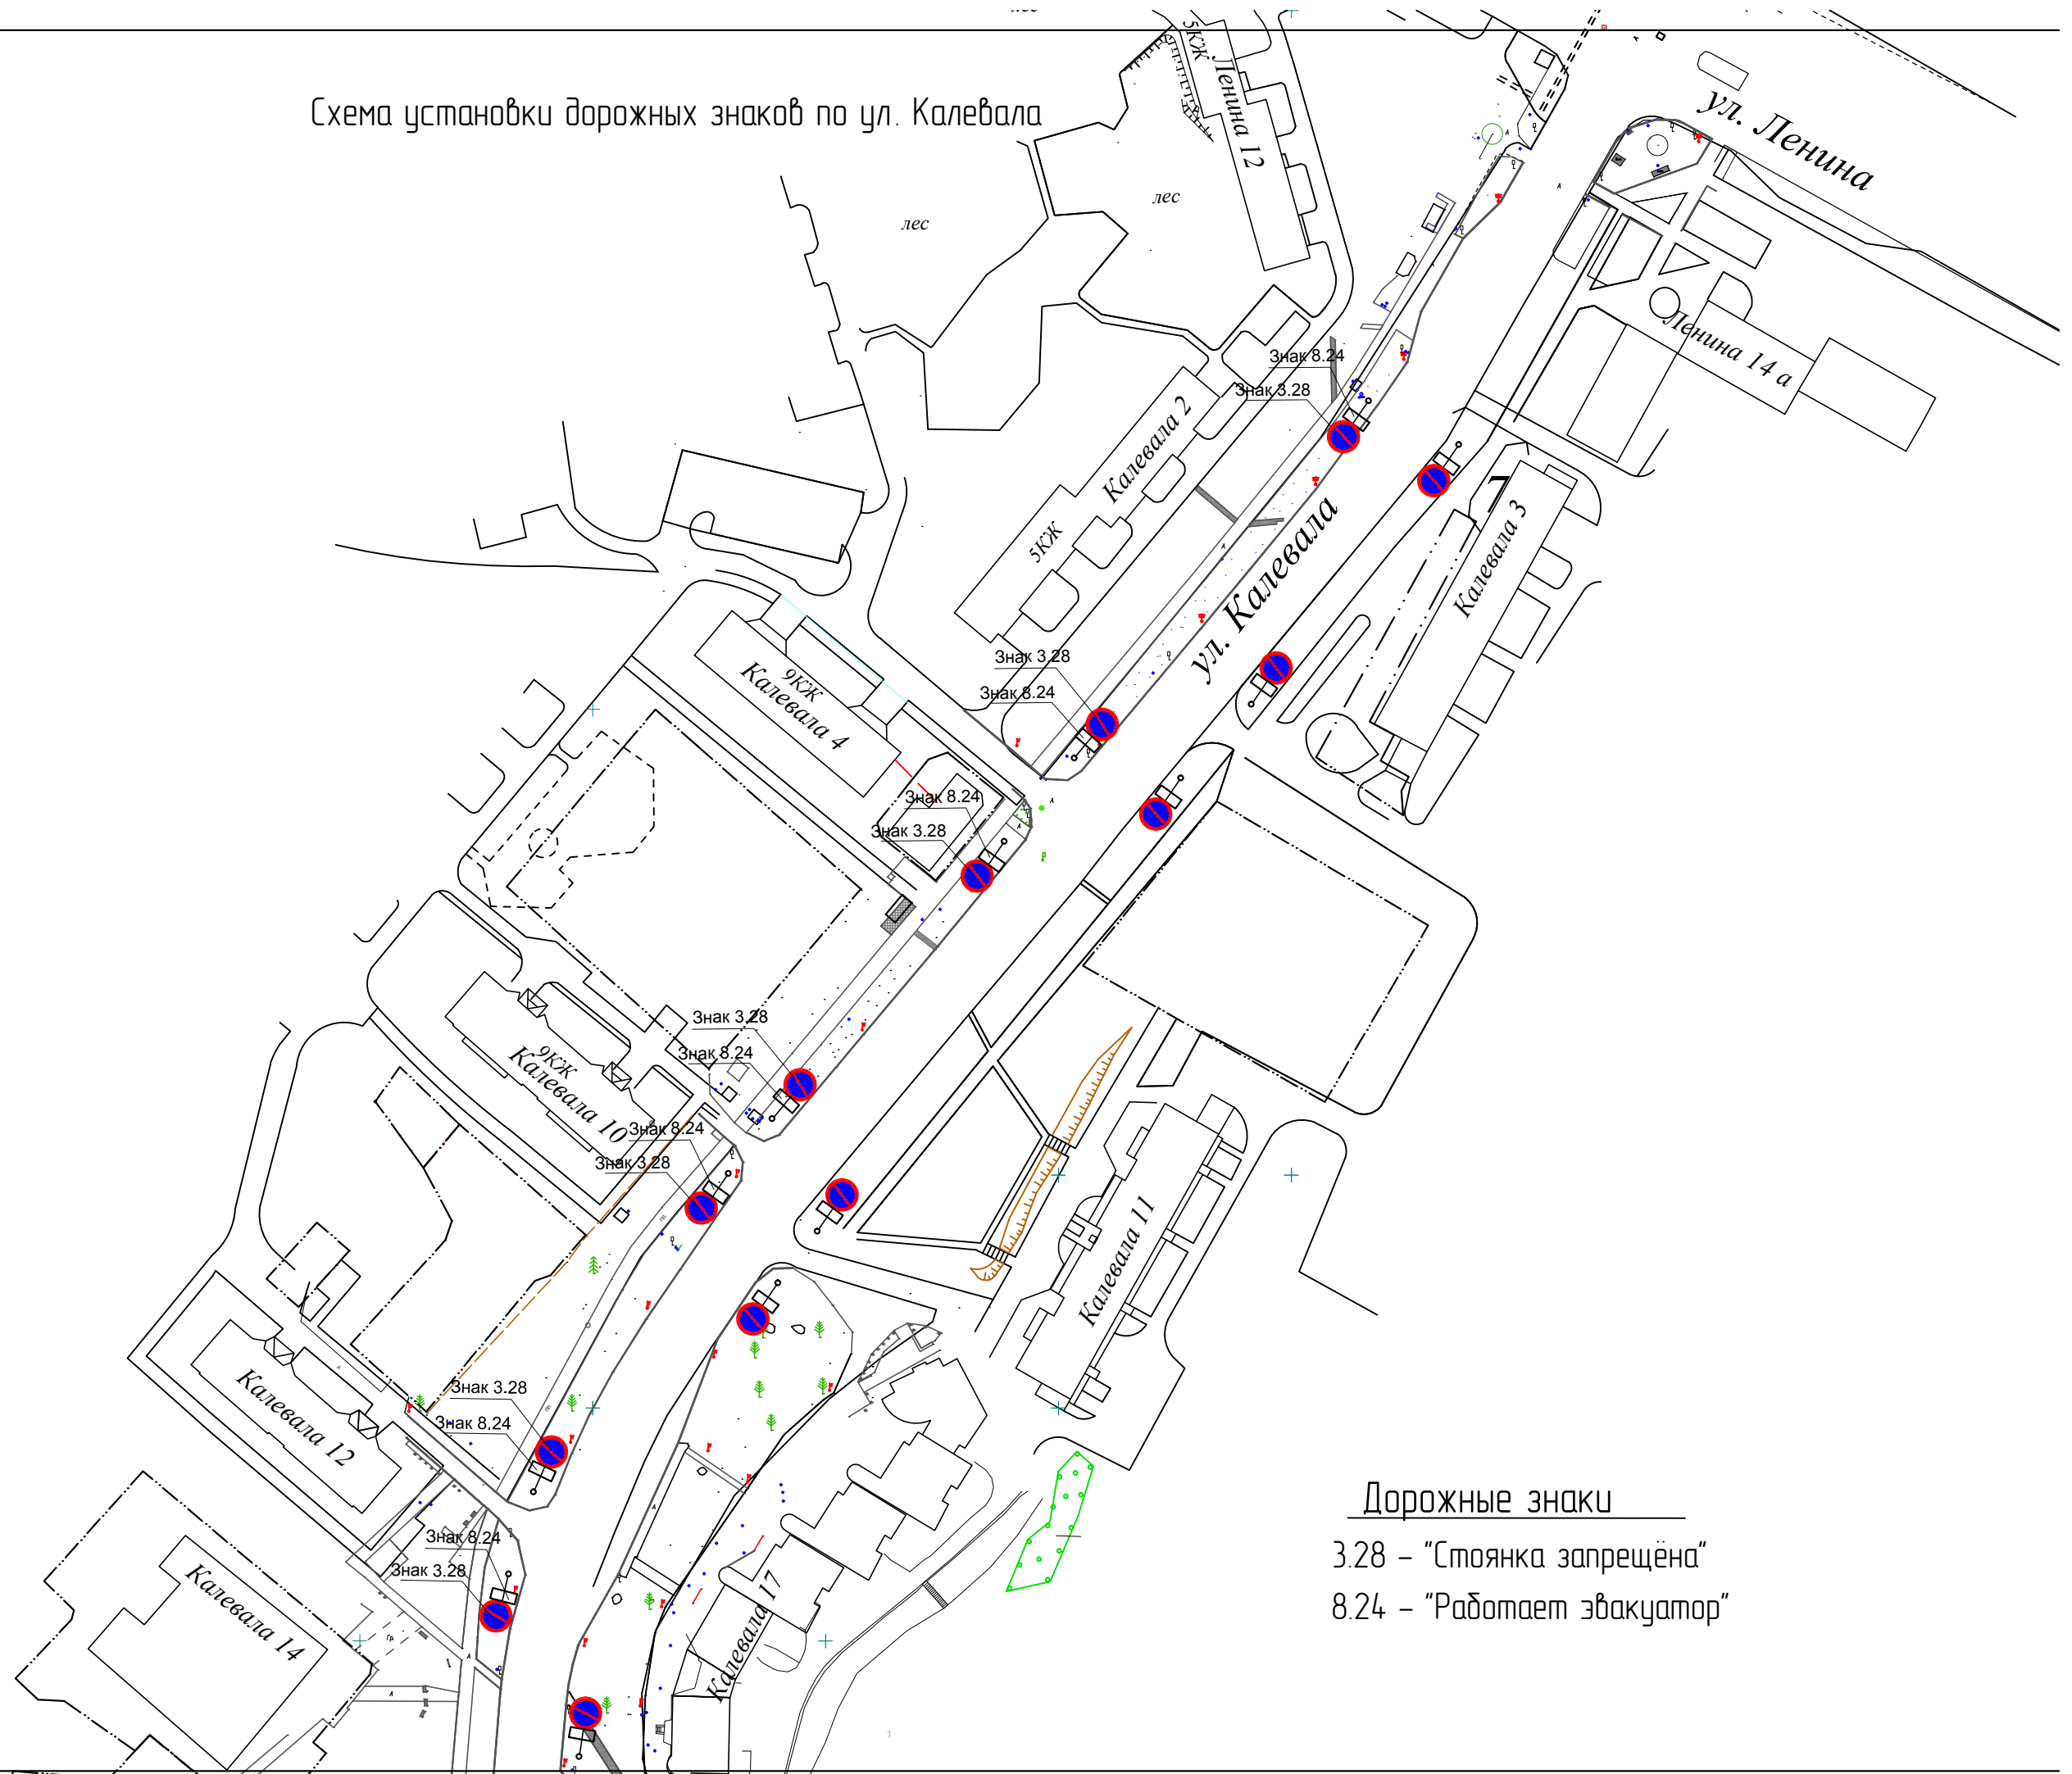 Схема установки дорожных знаков по ул. Калевала
5КЖ
Ленина 12
ул. Ленина
лес
лес
Ленина 14 а
Знак 8.24
Знак 3.28
Калевала 2
5КЖ
7
Калевала 3
ул. Калевала
Знак 3.28
Знак 8.24
9КЖ
Калевала 4
Знак 8.24
Знак 3.28
Знак 3.28
Знак 8.24
9КЖ
Калевала 10
Знак 8.24
Знак 3.28
Калевала 11
Знак 3.28
Знак 8.24
Калевала 12
Знак 8.24
Знак 3.28
Калевала 14
Калевала 17
Дорожные знаки
3.28 – "Стоянка запрещёна"
8.24 – "Работает эвакуатор"
1